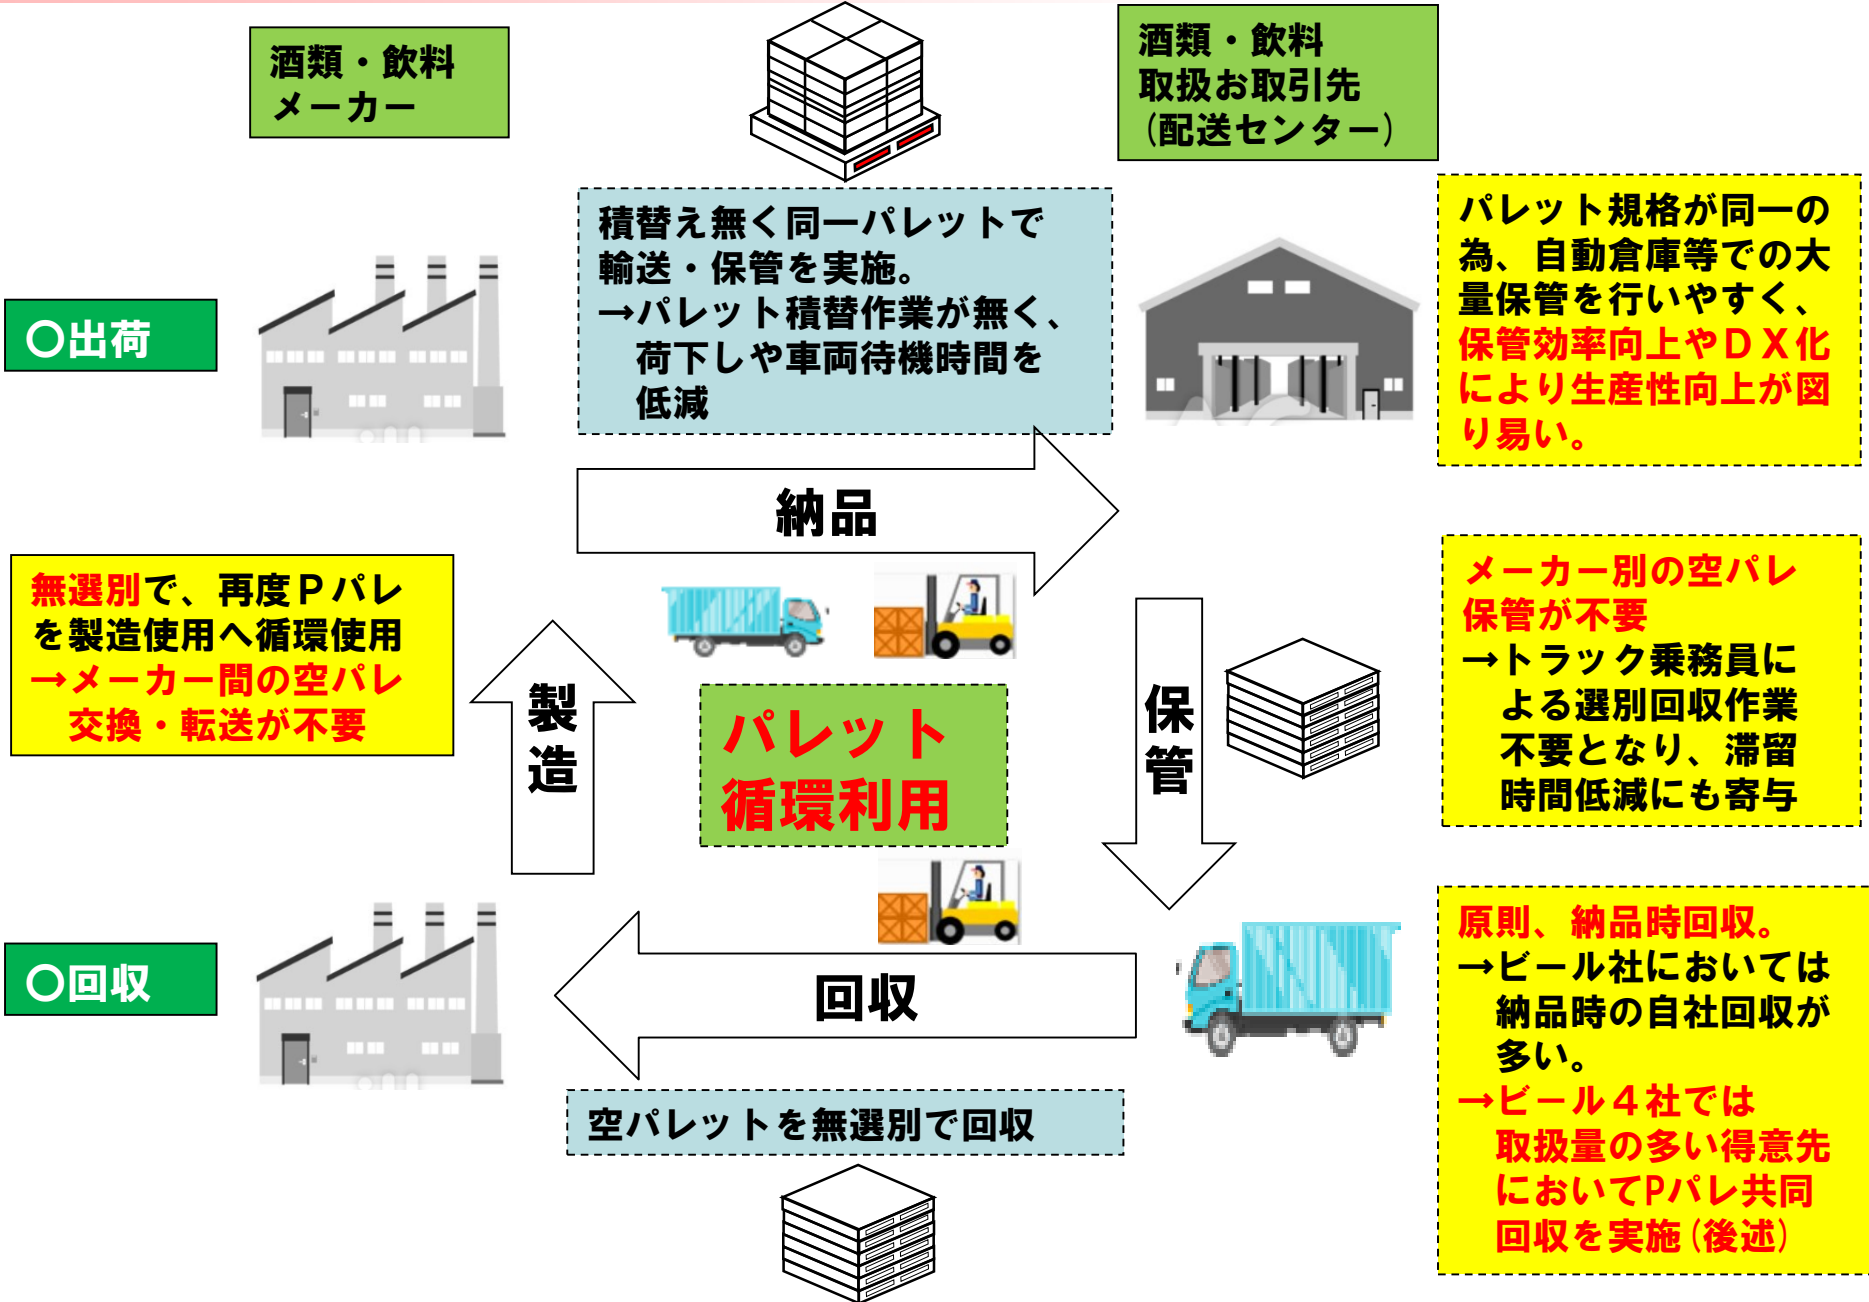 酒類・飲料
メーカー
酒類・飲料
取扱お取引先
(配送センター)
〇出荷
積替え無く同一パレットで
輸送・保管を実施。
→パレット積替作業が無く、
荷下しや車両待機時間を
低減
パレット規格が同一の
為、自動倉庫等での大
量保管を行いやすく、
保管効率向上やＤＸ化
により生産性向上が図
り易い。
納品
無選別で、再度Ｐパレ
を製造使用へ循環使用
→メーカー間の空パレ
交換・転送が不要
製造
パレット
循環利用
保管
メーカー別の空パレ
保管が不要
→トラック乗務員に
よる選別回収作業
不要となり、滞留
時間低減にも寄与
〇回収
回収
原則、納品時回収。
→ビール社においては
納品時の自社回収が
多い。
→ビール４社では
取扱量の多い得意先
においてPパレ共同
回収を実施(後述)
空パレットを無選別で回収